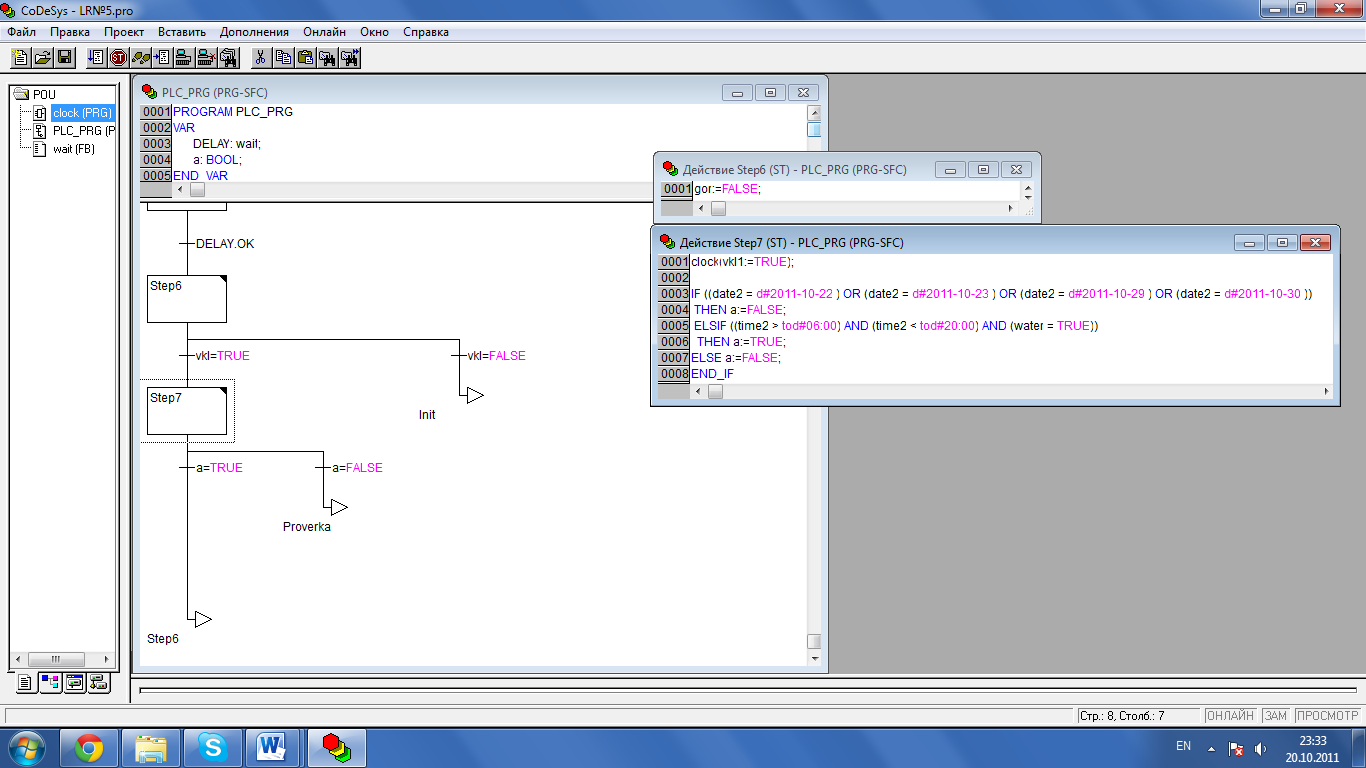 CoDeSys - LR№5.pro
Файл Правка Проект Вставить Дополнения Онлайн Окно Справка
POU
clock (PRG)
PLC_PRG (P
wait (FB)
PLC_PRG (PRG-SFC)
0001 PROGRAM PLC_PRG
0002 VAR
0003 DELAY: wait;
0004 a: BOOL;
0005 END_VAR
DELAY.OK
Step6
vkl=TRUE
vkl=FALSE
Step7
Init
a=TRUE
a=FALSE
Proverka
Step6
Действие Step6 (ST) - PLC_PRG (PRG-SFC)
0001 gor:=FALSE;
Действие Step7 (ST) - PLC_PRG (PRG-SFC)
0001 clock(vkl1:=TRUE);
0002
0003 IF ((date2 = d#2011-10-22 ) OR (date2 = d#2011-10-23 ) OR (date2 = d#2011-10-29 ) OR (date2 = d#2011-10-30 ))
0004 THEN a:=FALSE;
0005 ELSIF ((time2 > tod#06:00) AND (time2 < tod#20:00) AND (water = TRUE))
0006 THEN a:=TRUE;
0007 ELSE a:=FALSE;
0008 END_IF
Стр.: 8, Столб.: 7 ОНЛАЙН ЗАМ ПРОСМОТР
EN
23:33
20.10.2011